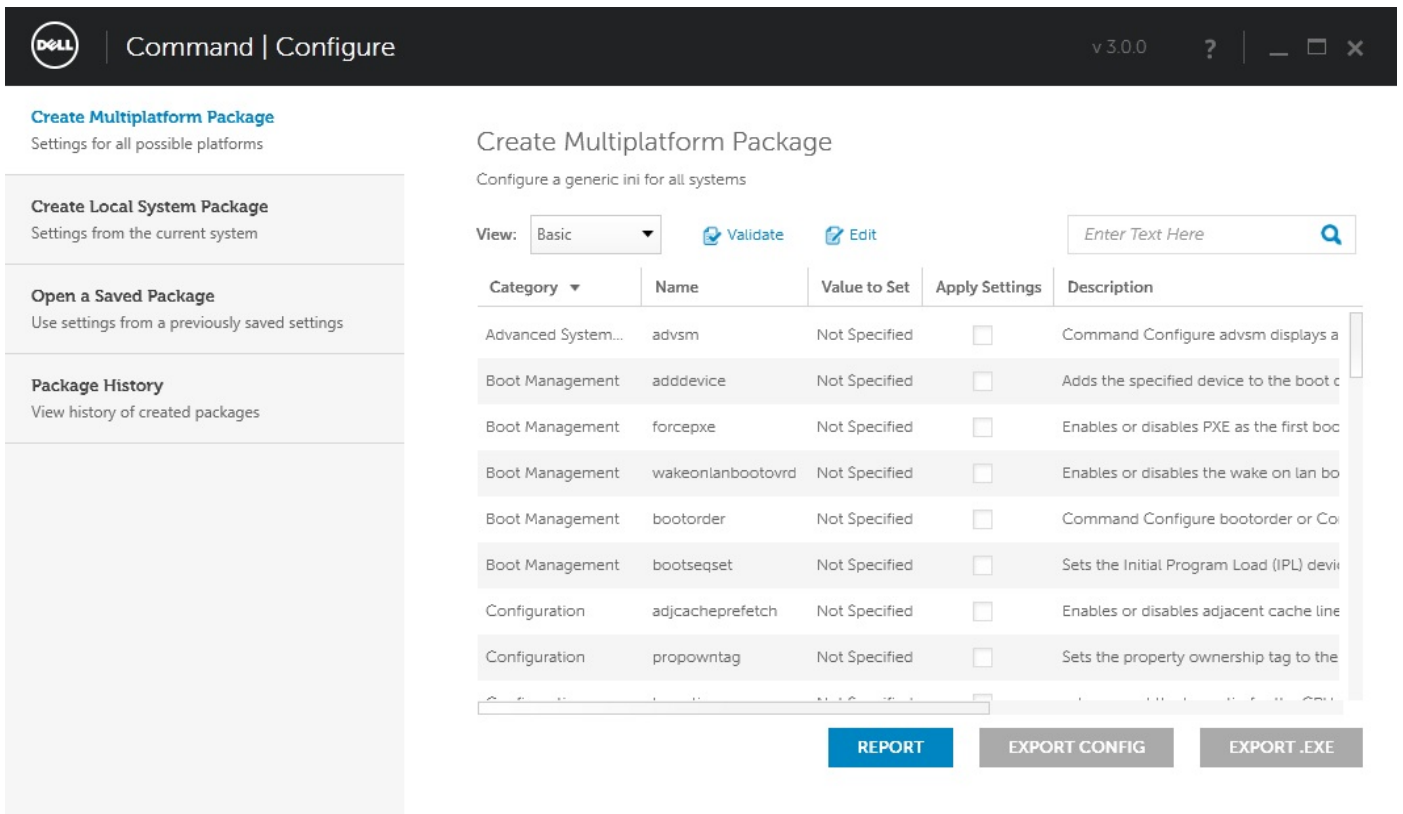 DELL
Command | Configure
v 3.0.0
?
Create Multiplatform Package
Settings for all possible platforms
Create Local System Package
Settings from the current system
Open a Saved Package
Use settings from a previously saved settings
Package History
View history of created packages
Create Multiplatform Package
Configure a generic ini for all systems
View: Basic Validate Edit Enter Text Here
Category Name Value to Set Apply Settings Description
Advanced System... advsm Not Specified Command Configure advsm displays a
Boot Management adddevice Not Specified Adds the specified device to the boot
Boot Management forcepxe Not Specified Enables or disables PXE as the first boo
Boot Management wakeonlanbootovrd Not Specified Enables or disables the wake on lan bo
Boot Management bootorder Not Specified Command Configure bootorder or Co
Boot Management bootseqset Not Specified Sets the Initial Program Load (IPL) devi
Configuration adjcacheprefetch Not Specified Enables or disables adjacent cache line
Configuration propowntag Not Specified Sets the property ownership tag to the
REPORT EXPORT CONFIG EXPORT .EXE